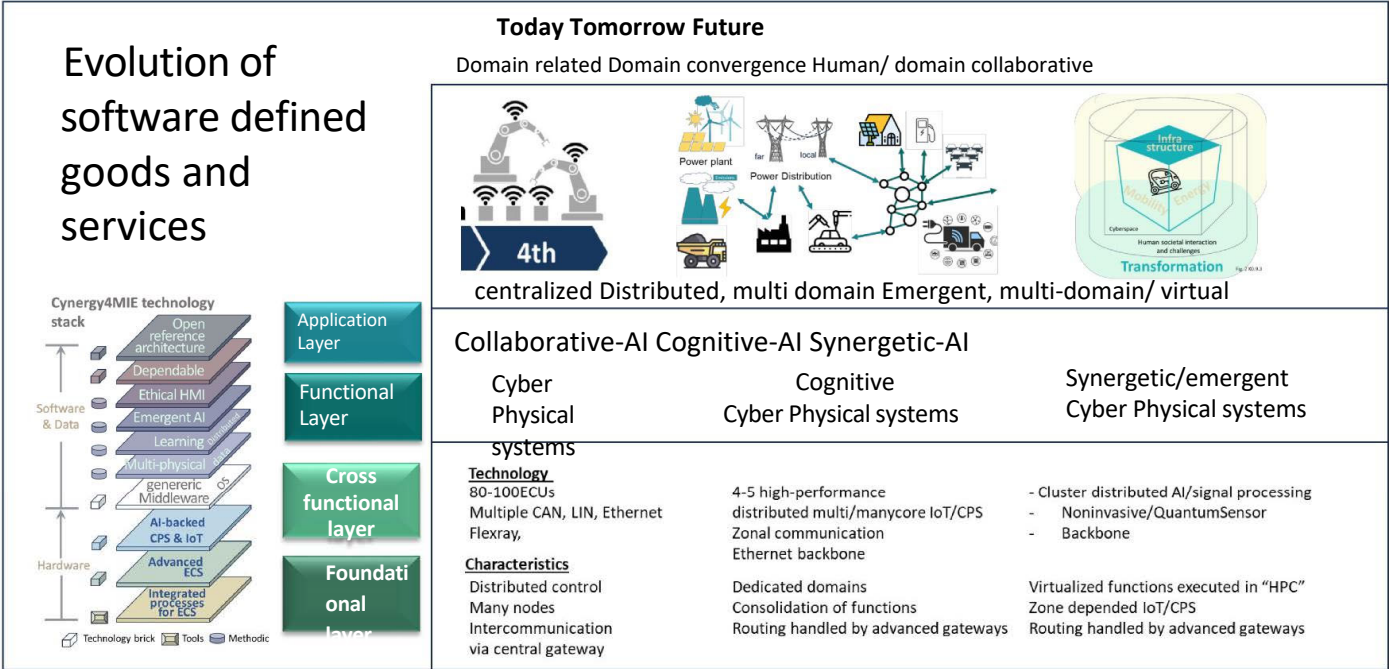 Evolution of
software defined
goods and
services
Today Tomorrow Future
Domain related Domain convergence Human/ domain collaborative
4th
Power plant
far
local
Power Distribution
Infra
structure
Mobility
Energy
Cyberspace
Human societal interaction
and challenges
Transformation
centralized Distributed, multi domain Emergent, multi-domain/ virtual
Cynergy4MIE technology
stack
Open
reference
architecture
Dependable
Ethical HMI
Emergent AI
Learning
Distributed
Multi-physical
data
genereric
Middleware
OS
AI-backed
CPS & IoT
Advanced
ECS
Integrated
processes
for ECS
Software
& Data
Hardware
Technology brick
Tools
Methodic
Application
Layer
Functional
Layer
Cross
functional
layer
Foundati
onal
layer
Collaborative-AI Cognitive-AI Synergetic-AI
Cyber
Physical
systems
Cognitive
Cyber Physical systems
Synergetic/emergent
Cyber Physical systems
Technology
80-100ECUs
Multiple CAN, LIN, Ethernet
Flexray,
Characteristics
Distributed control
Many nodes
Intercommunication
via central gateway
4-5 high-performance
distributed multi/manycore IoT/CPS
Zonal communication
Ethernet backbone
Dedicated domains
Consolidation of functions
Routing handled by advanced gateways
- Cluster distributed AI/signal processing
- Noninvasive/QuantumSensor
- Backbone
Virtualized functions executed in “HPC”
Zone depended IoT/CPS
Routing handled by advanced gateways